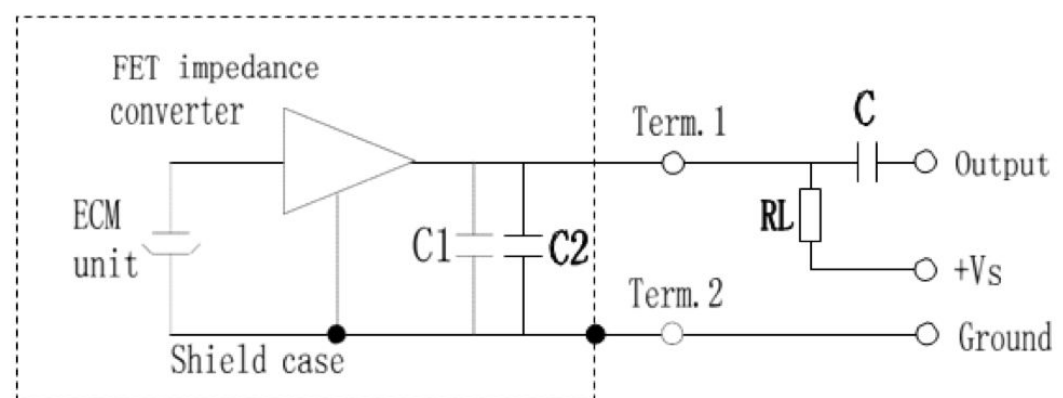 FET impedance
converter
ECM
unit
C1
C2
Shield case
Term.1
Term.2
C
RL
Output
+Vs
Ground